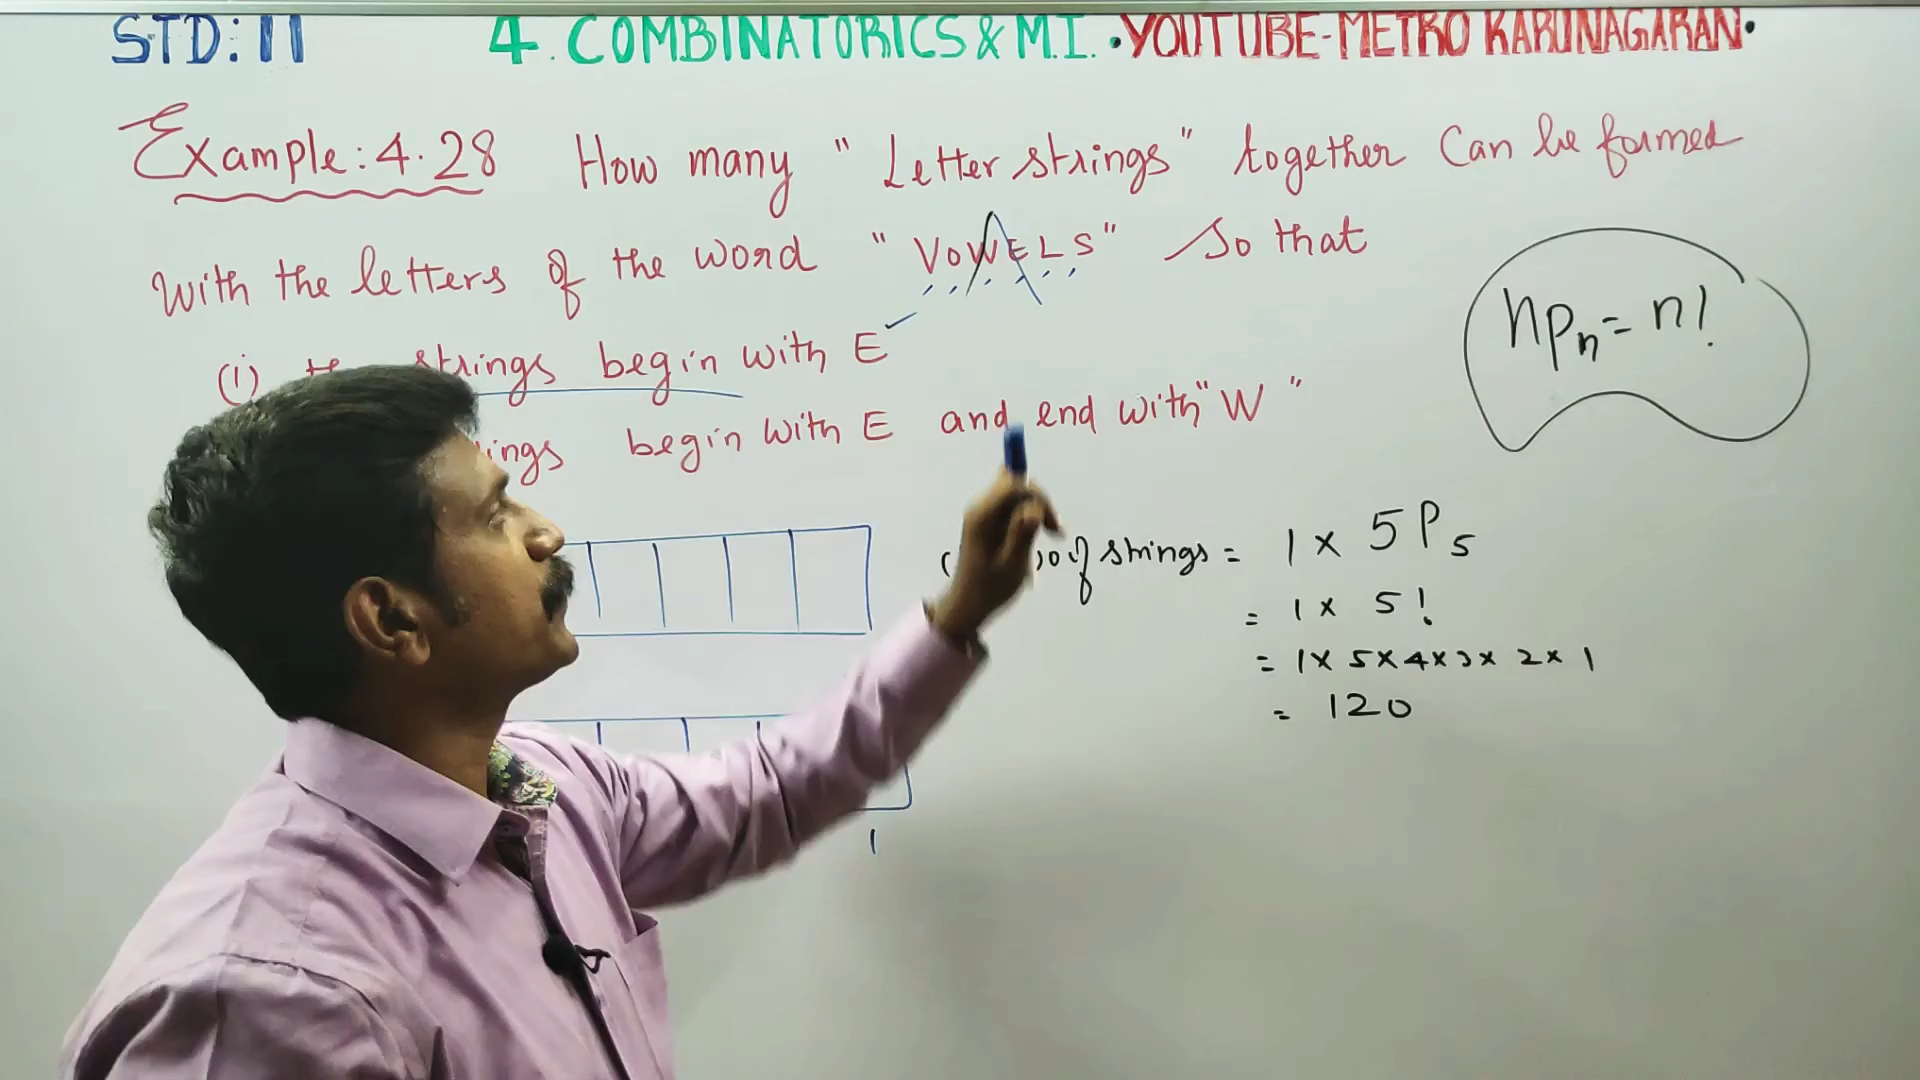 STD: 11 4. COMBINATORICS & M.I. • YOUTUBE-METRO KARUNAGARAN •
Example: 4.28 How many "Letter strings" together Can be formed
With the letters of the word "VOWELS" So that
(i) strings begin with E
begin with E and end with "W"
nPn = n!
of strings = 1 × 5P5
= 1 × 5!
= 1 × 5 × 4 × 3 × 2 × 1
= 120
1